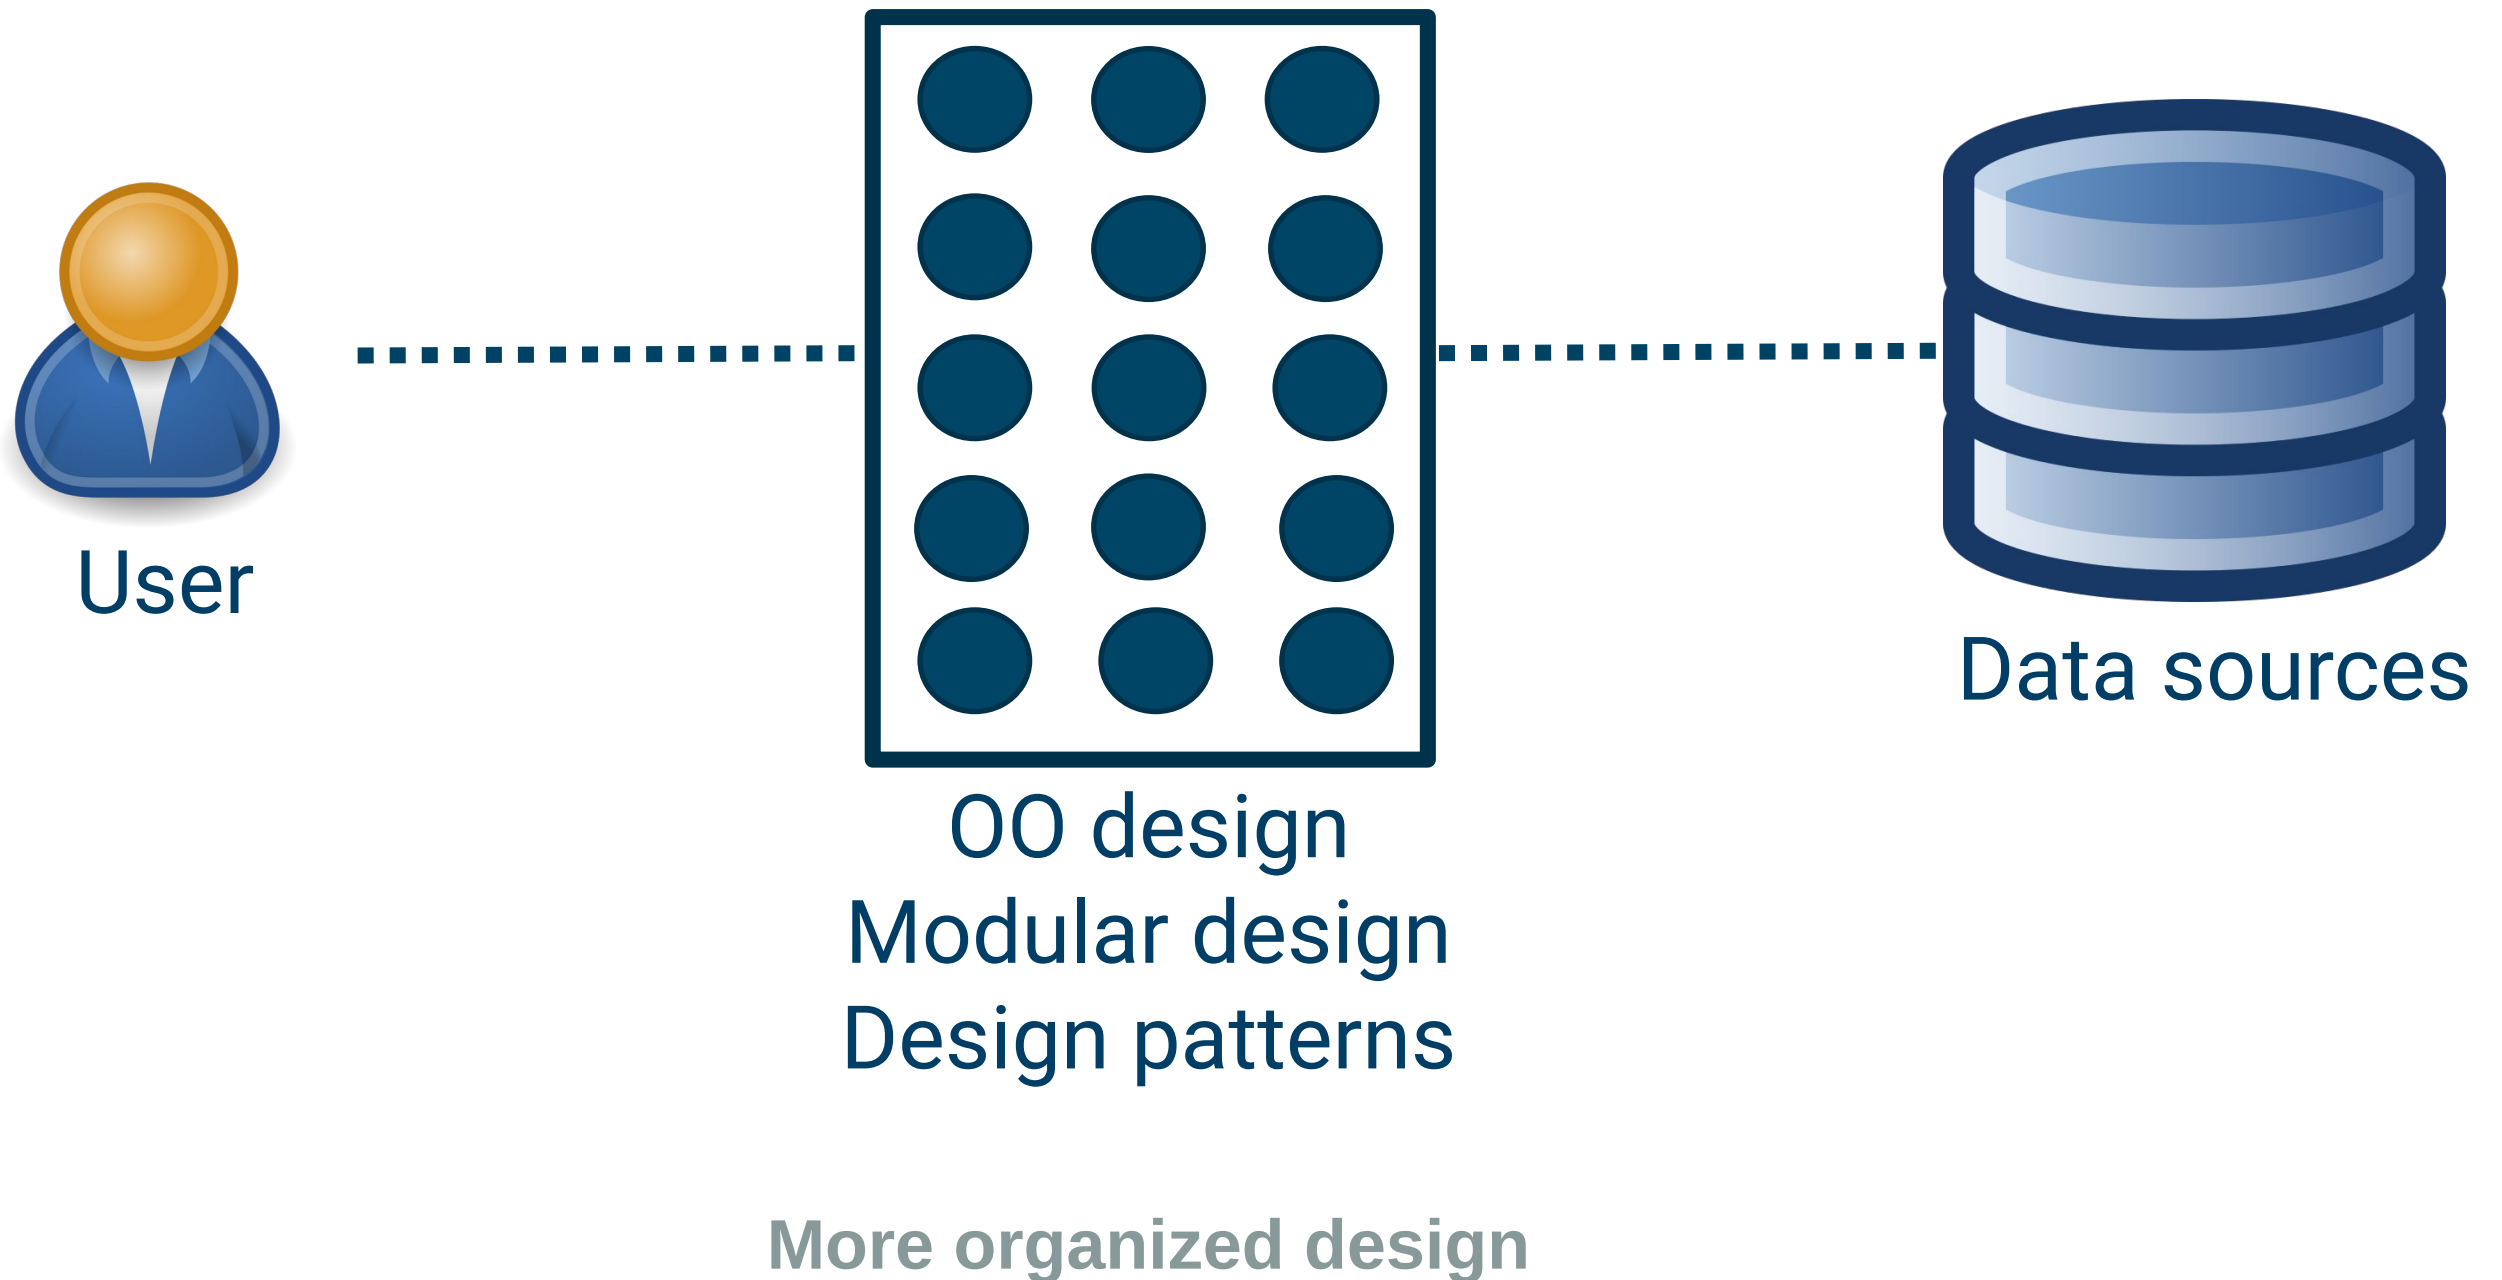 User
Data sources
OO design
Modular design
Design patterns
More organized design